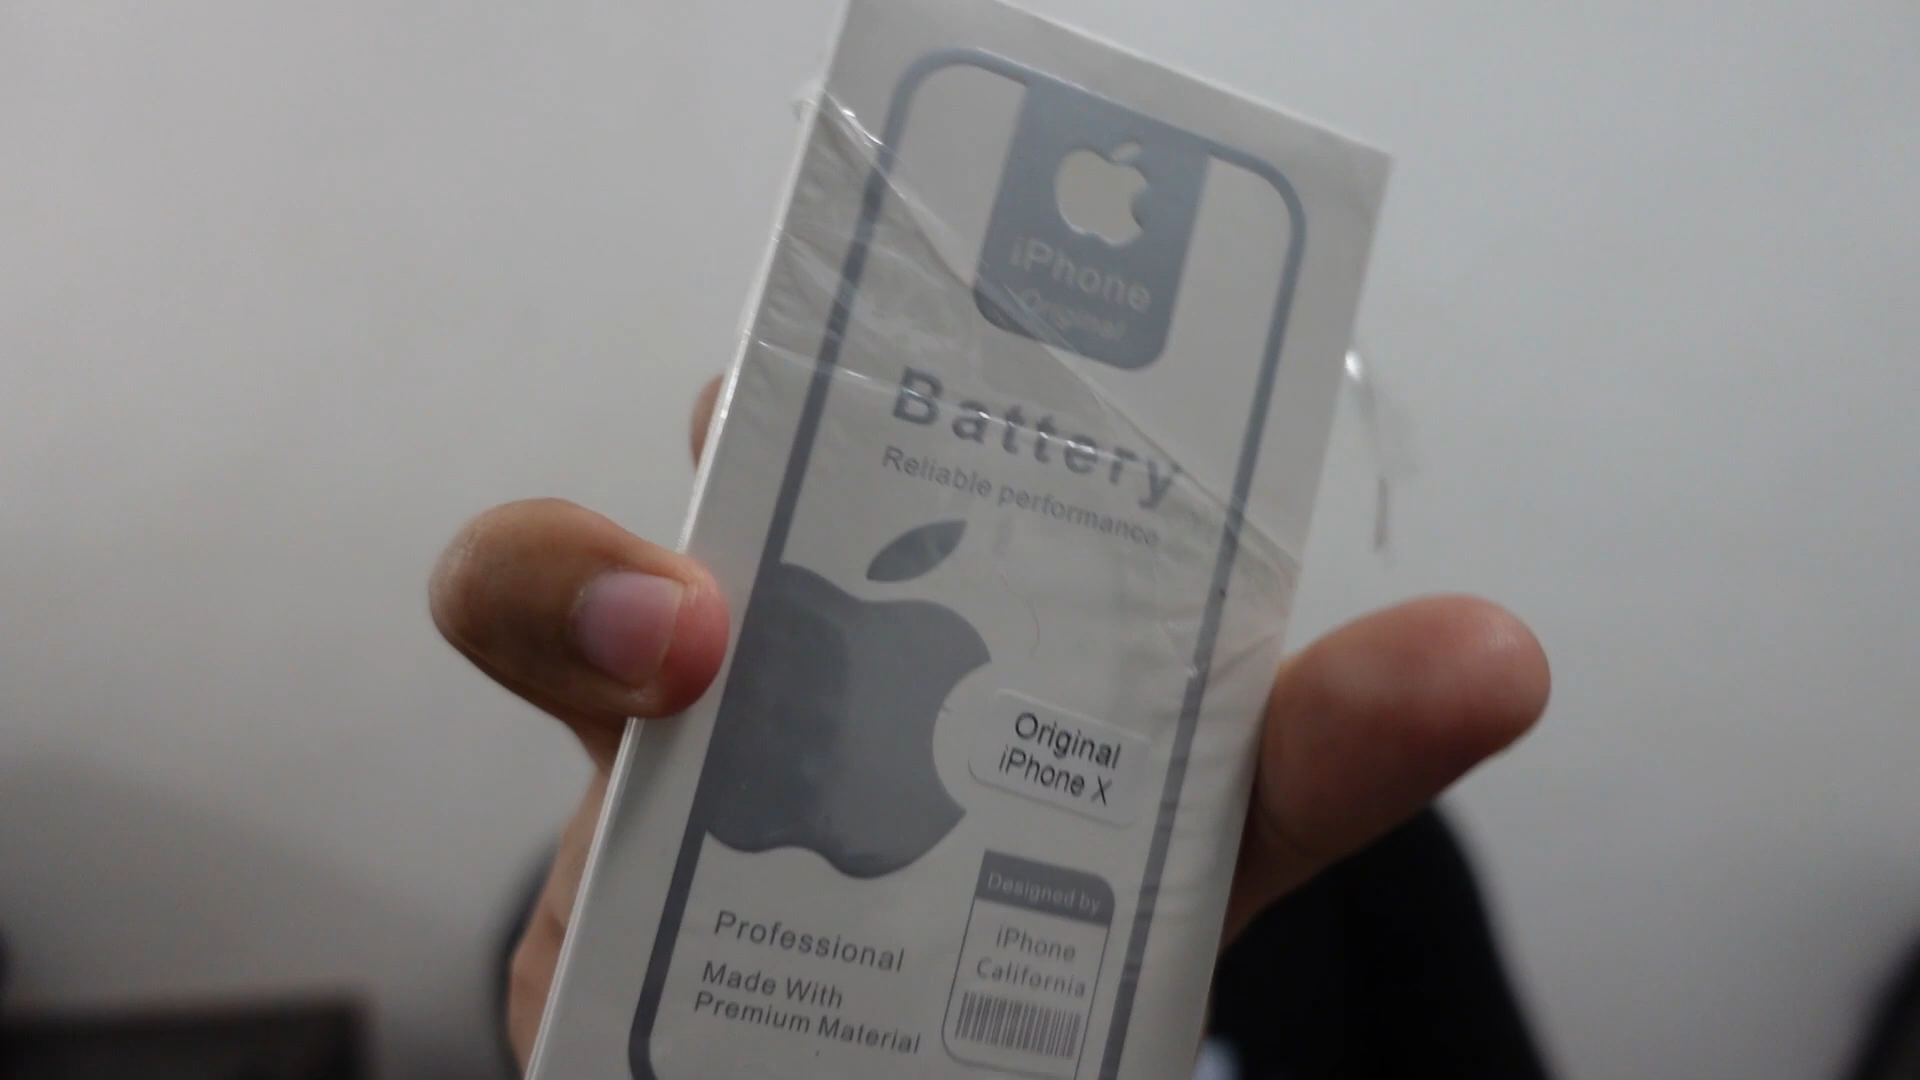 iPhone
Original
Battery
Reliable performance
Original
iPhone X
Designed by
iPhone
California
Professional
Made With
Premium Material